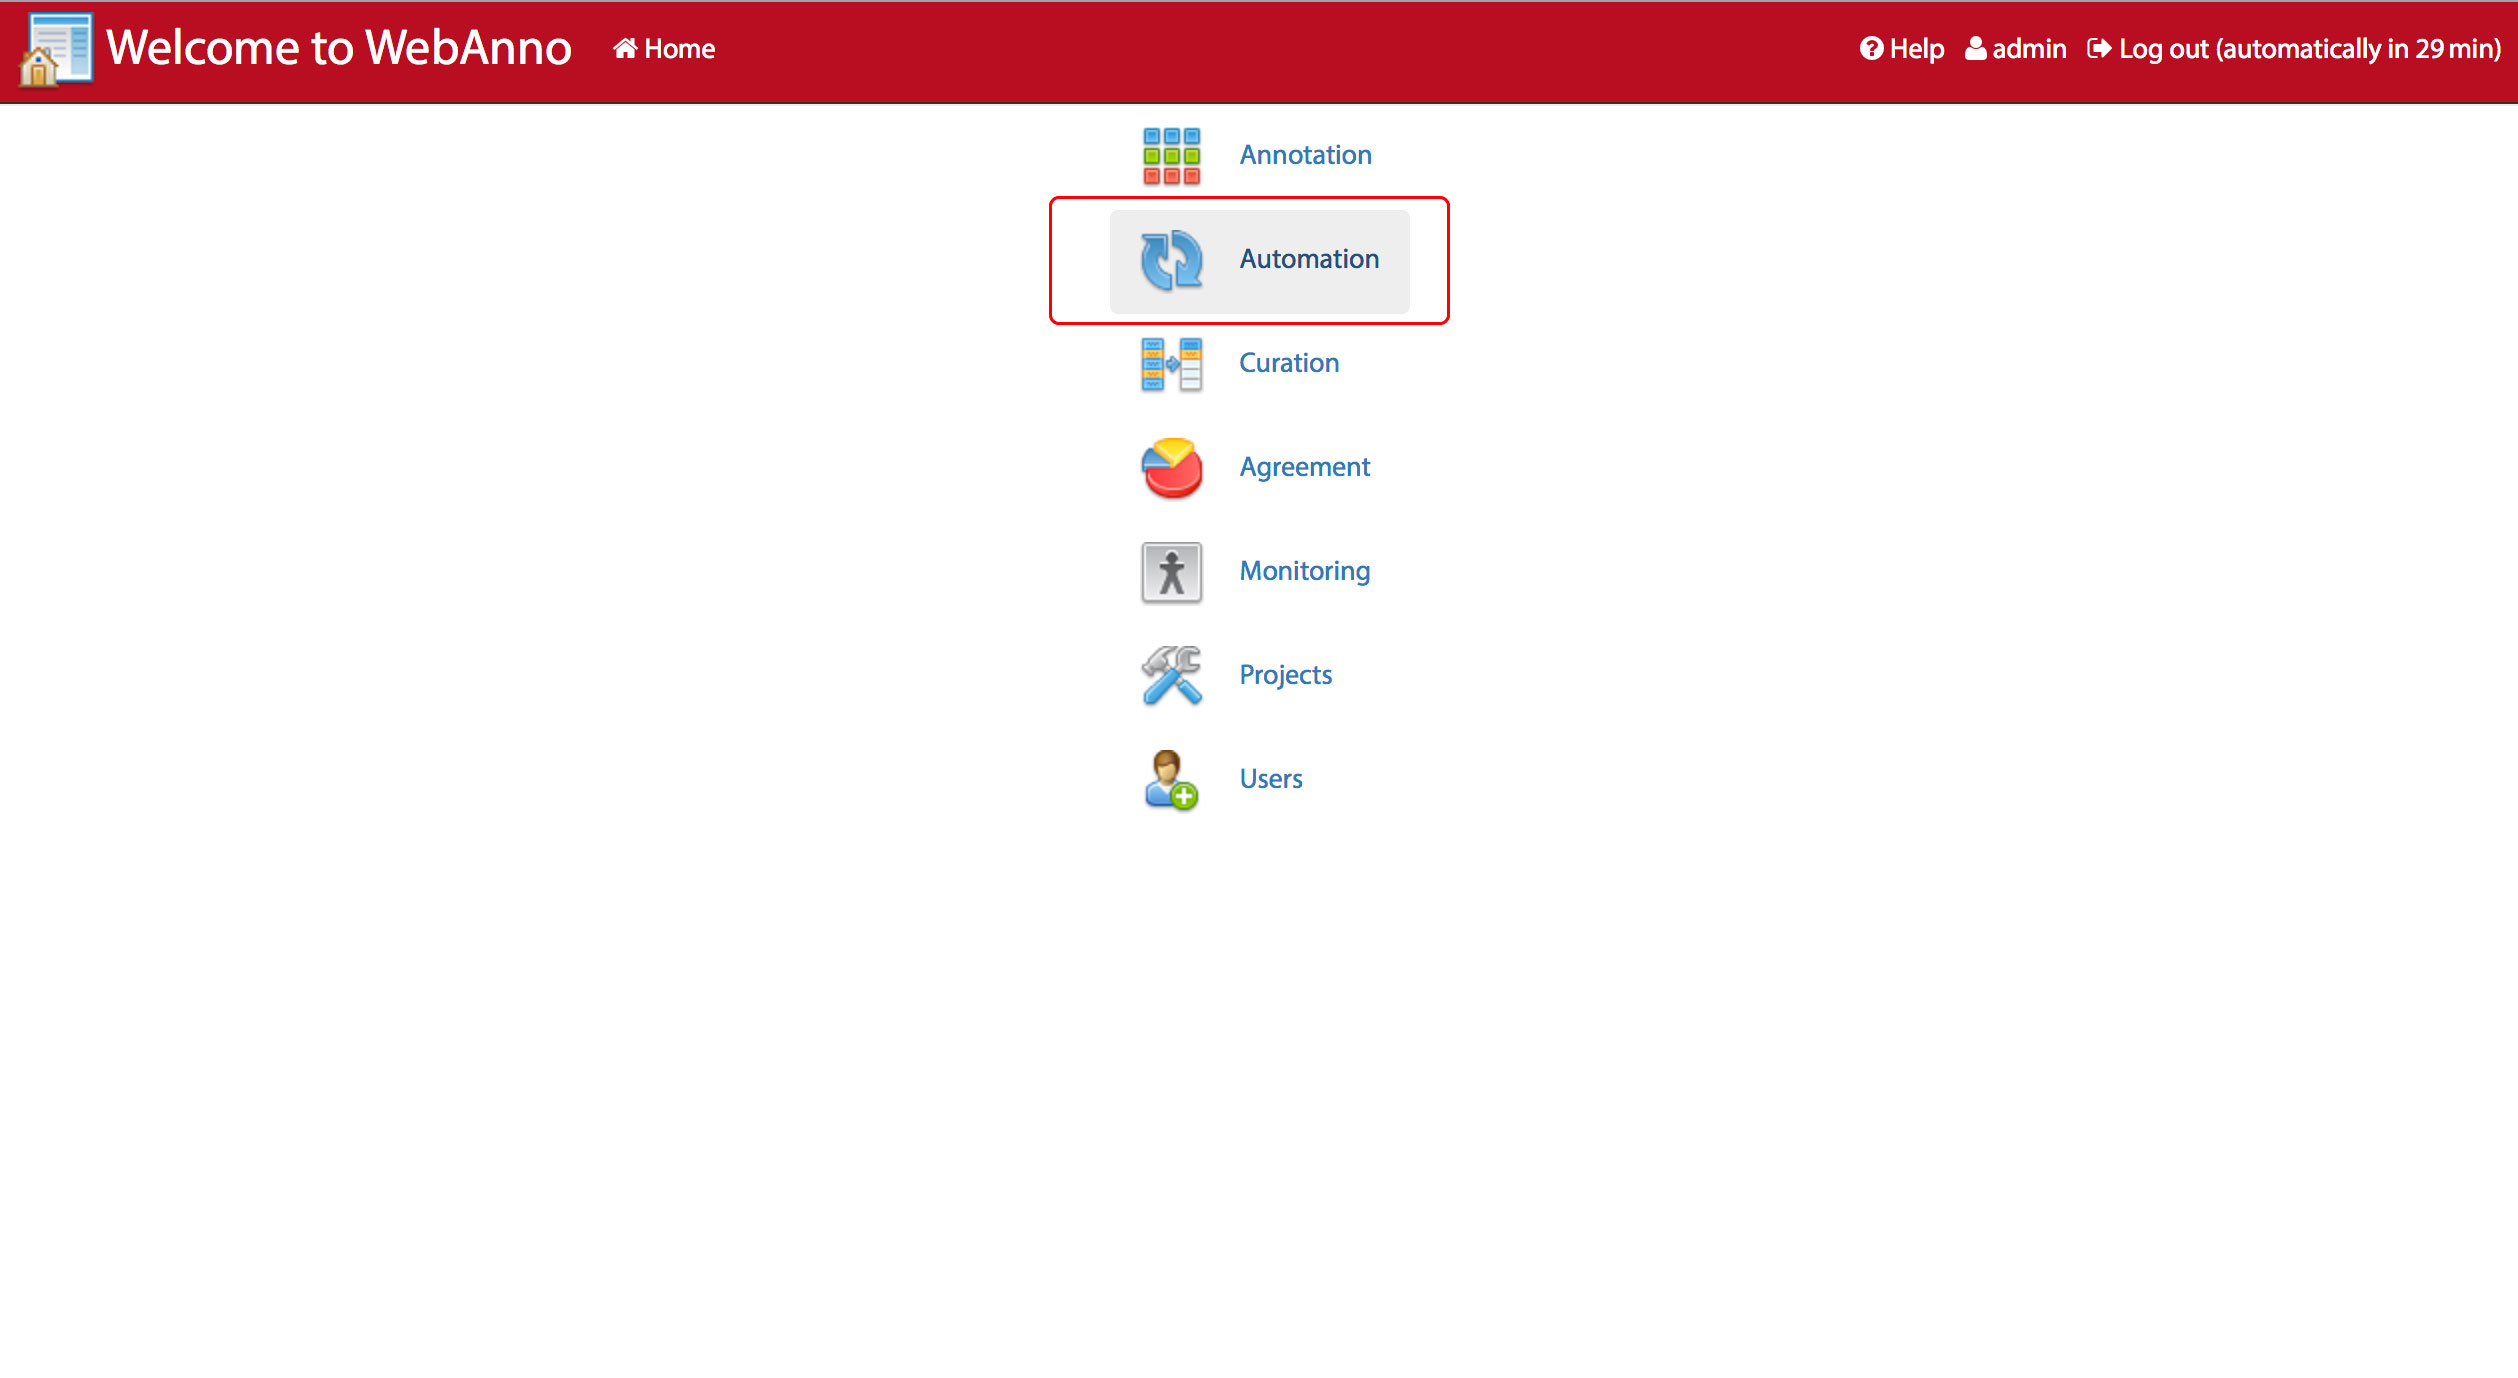 Welcome to WebAnno Home Help admin Log out (automatically in 29 min)
Annotation
Automation
Curation
Agreement
Monitoring
Projects
Users